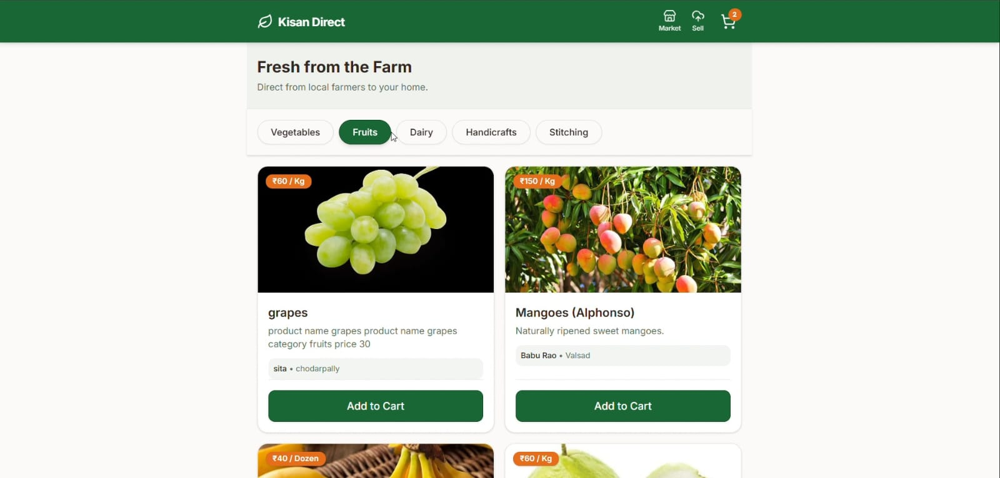 Kisan Direct
Market
Sell
2
Fresh from the Farm
Direct from local farmers to your home.
Vegetables
Fruits
Dairy
Handicrafts
Stitching
₹60 / Kg
grapes
product name grapes product name grapes
category fruits price 30
sita • chodarpally
Add to Cart
₹150 / Kg
Mangoes (Alphonso)
Naturally ripened sweet mangoes.
Babu Rao • Valsad
Add to Cart
₹40 / Dozen
₹60 / Kg